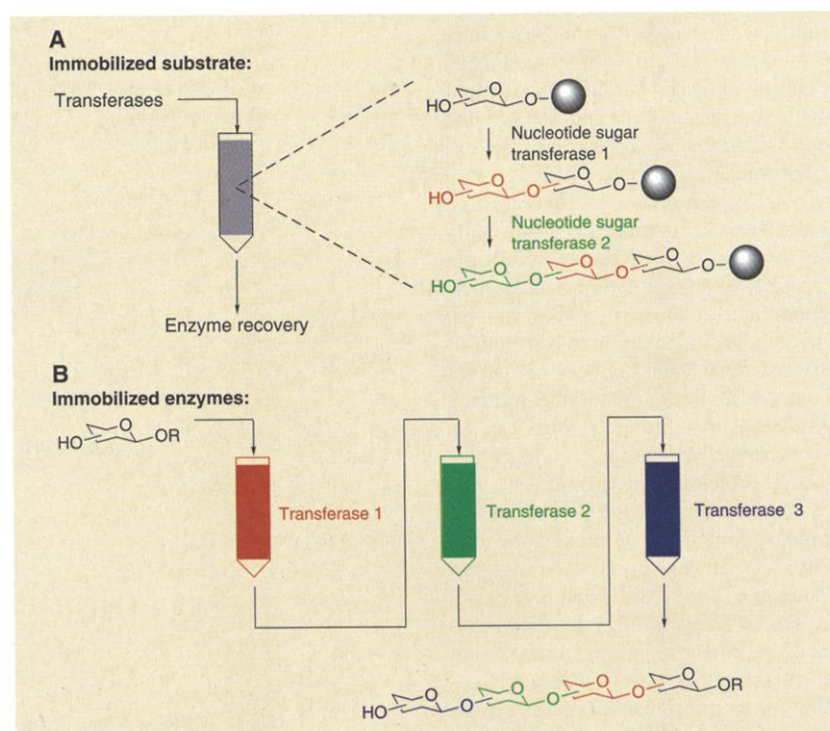 A
Immobilized substrate:
Transferases
HO
O
O
Nucleotide sugar
transferase 1
HO
O
O
O
O
Nucleotide sugar
transferase 2
HO
O
O
O
O
O
O
Enzyme recovery
B
Immobilized enzymes:
HO
O
OR
Transferase 1
Transferase 2
Transferase 3
HO
O
O
O
O
O
O
O
OR